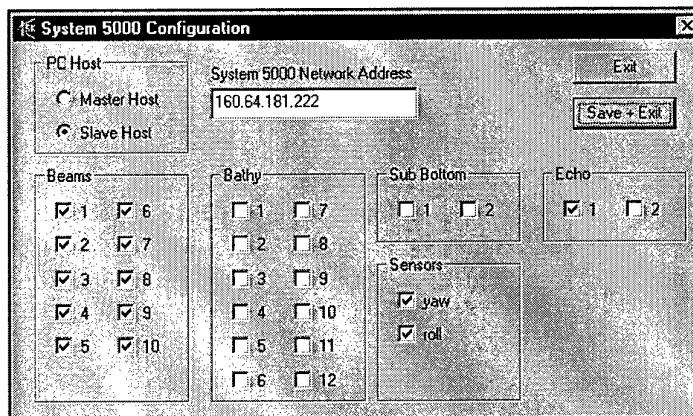 System 5000 Configuration
PC Host
Master Host
Slave Host
System 5000 Network Address
160.64.181.222
Exit
Save + Exit
Beams
1 6
2 7
3 8
4 9
5 10
Bathy
1 7
2 8
3 9
4 10
5 11
6 12
Sub Bottom
1 2
Sensors
yaw
roll
Echo
1 2